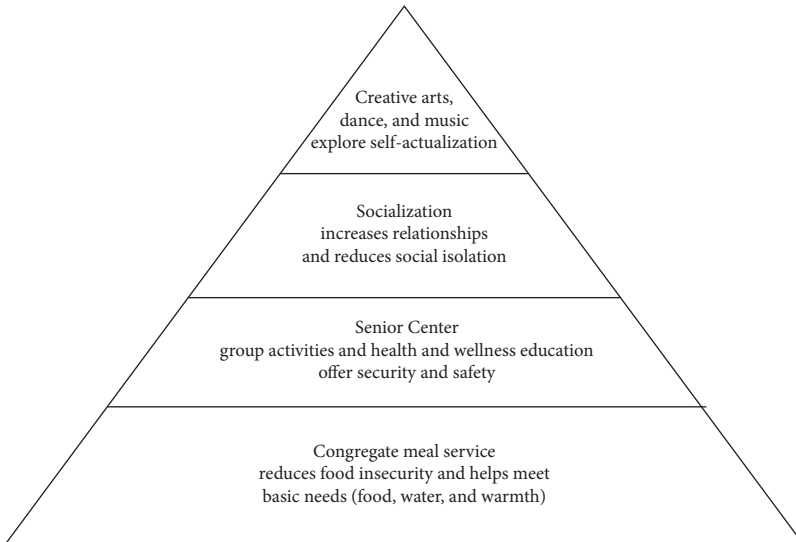 Creative arts,
dance, and music
explore self-actualization
Socialization
increases relationships
and reduces social isolation
Senior Center
group activities and health and wellness education
offer security and safety
Congregate meal service
reduces food insecurity and helps meet
basic needs (food, water, and warmth)